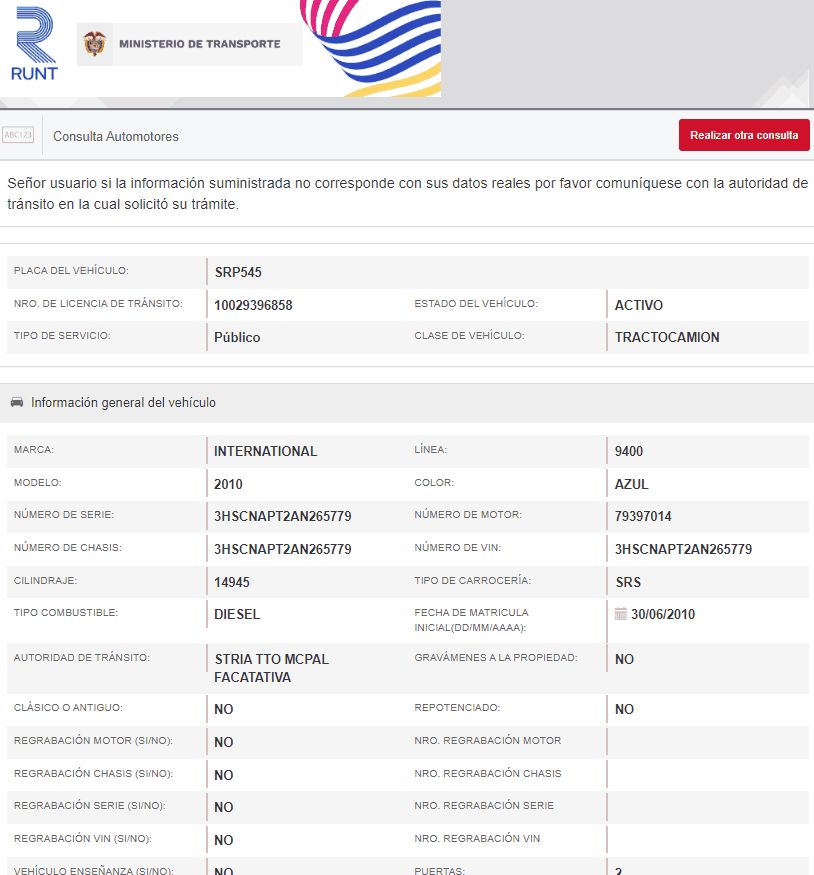 RUNT
MINISTERIO DE TRANSPORTE
ABC123
Consulta Automotores
Realizar otra consulta
Señor usuario si la información suministrada no corresponde con sus datos reales por favor comuníquese con la autoridad de
tránsito en la cual solicitó su trámite.
PLACA DEL VEHÍCULO: SRP545
NRO. DE LICENCIA DE TRÁNSITO: 10029396858 ESTADO DEL VEHÍCULO: ACTIVO
TIPO DE SERVICIO: Público CLASE DE VEHÍCULO: TRACTOCAMION
Información general del vehículo
MARCA: INTERNATIONAL LÍNEA: 9400
MODELO: 2010 COLOR: AZUL
NÚMERO DE SERIE: 3HSCNAPT2AN265779 NÚMERO DE MOTOR: 79397014
NÚMERO DE CHASIS: 3HSCNAPT2AN265779 NÚMERO DE VIN: 3HSCNAPT2AN265779
CILINDRAJE: 14945 TIPO DE CARROCERÍA: SRS
TIPO COMBUSTIBLE: DIESEL FECHA DE MATRICULA
INICIAL(DD/MM/AAAA): 30/06/2010
AUTORIDAD DE TRÁNSITO: STRIA TTO MCPAL
FACATATIVA GRAVÁMENES A LA PROPIEDAD: NO
CLÁSICO O ANTIGUO: NO REPOTENCIADO: NO
REGRABACIÓN MOTOR (SI/NO): NO NRO. REGRABACIÓN MOTOR
REGRABACIÓN CHASIS (SI/NO): NO NRO. REGRABACIÓN CHASIS
REGRABACIÓN SERIE (SI/NO): NO NRO. REGRABACIÓN SERIE
REGRABACIÓN VIN (SI/NO): NO NRO. REGRABACIÓN VIN
VEHÍCULO ENSEÑANZA (SI/NO): NO PUERTAS: 2